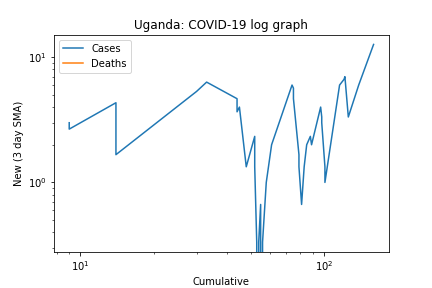 Uganda: COVID-19 log graph
Cases
Deaths
New (3 day SMA)
10¹
10⁰
10¹
10²
Cumulative